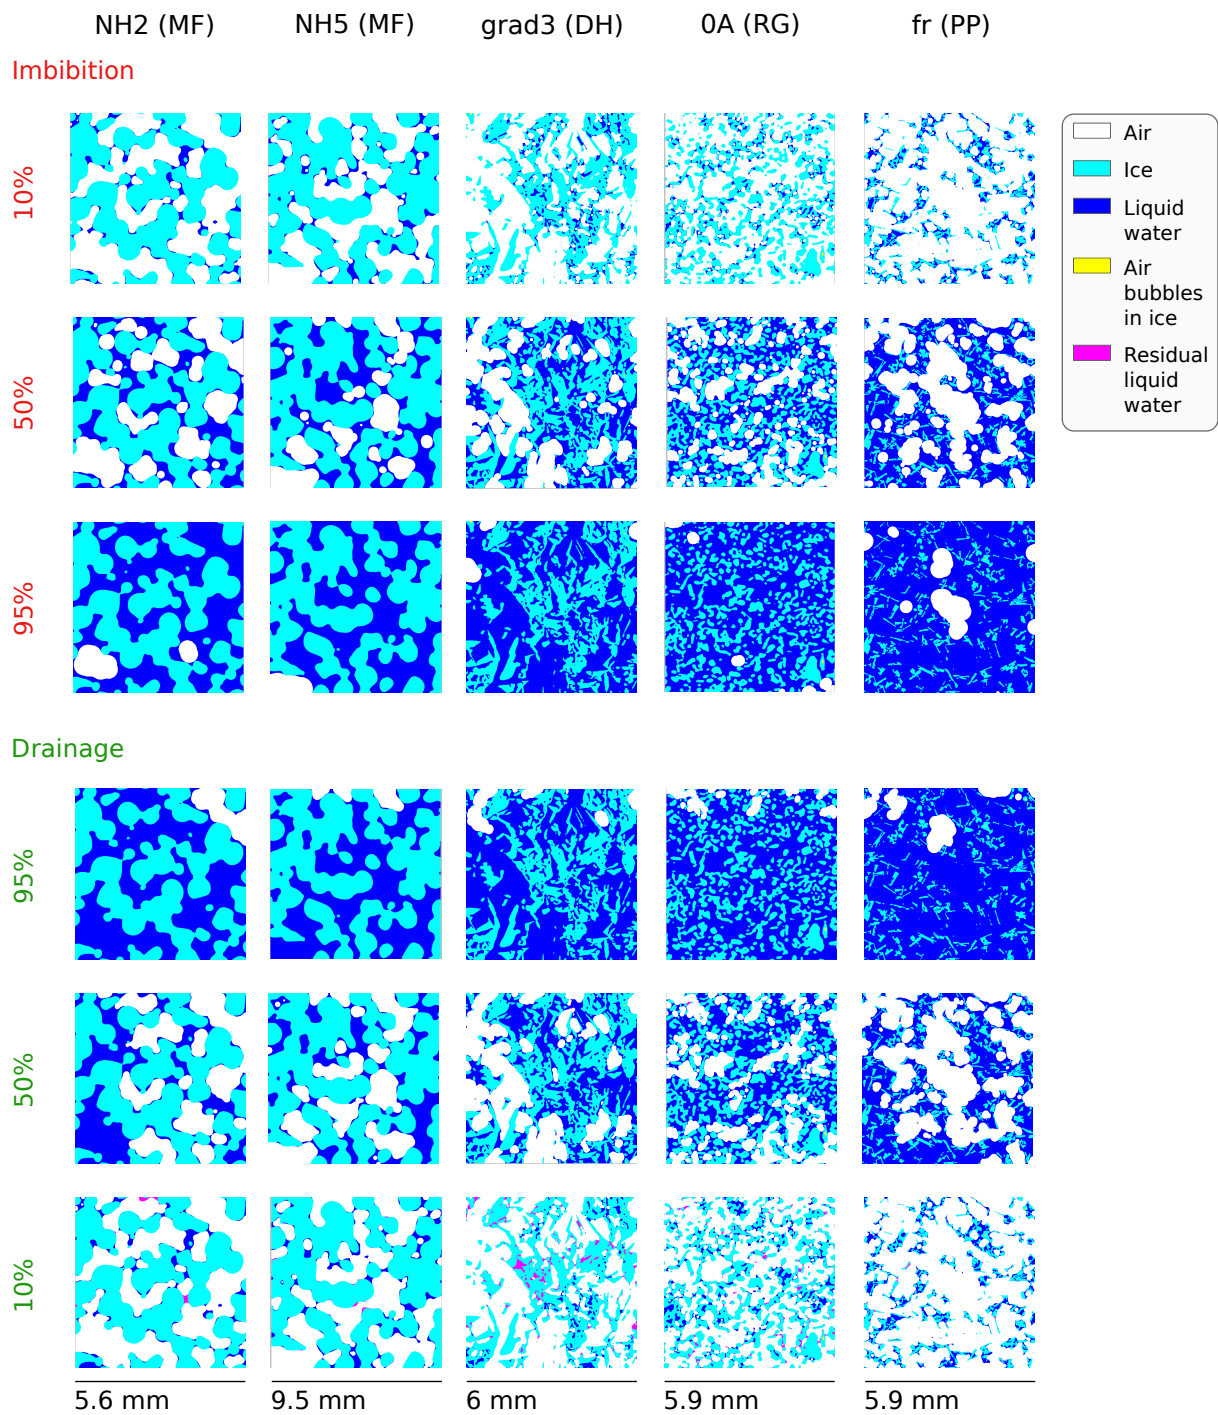 NH2 (MF) NH5 (MF) grad3 (DH) 0A (RG) fr (PP)
Imbibition
10%
50%
95%
Air
Ice
Liquid
water
Air
bubbles
in ice
Residual
liquid
water
Drainage
95%
50%
10%
5.6 mm 9.5 mm 6 mm 5.9 mm 5.9 mm